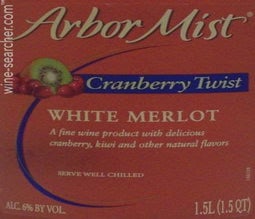 wine-searcher.com
Arbor Mist
Cranberry Twist
WHITE MERLOT
A fine wine product with delicious
cranberry, kiwi and other natural flavors
SERVE WELL CHILLED
ALC. 6% BY VOL.
1.5L (1.5 QT)